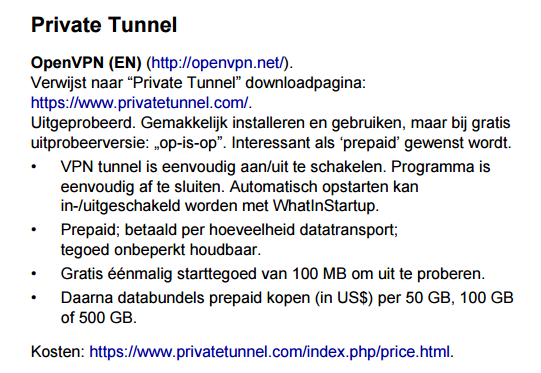 Private Tunnel
OpenVPN (EN) (http://openvpn.net/).
Verwijst naar “Private Tunnel” downloadpagina:
https://www.privatetunnel.com/.
Uitgeprobeerd. Gemakkelijk installeren en gebruiken, maar bij gratis
uitprobeerversie: „op-is-op”. Interessant als ‘prepaid’ gewenst wordt.
• VPN tunnel is eenvoudig aan/uit te schakelen. Programma is
eenvoudig af te sluiten. Automatisch opstarten kan
in-/uitgeschakeld worden met WhatInStartup.
• Prepaid; betaald per hoeveelheid datatransport;
tegoed onbeperkt houdbaar.
• Gratis éénmalig starttegoed van 100 MB om uit te proberen.
• Daarna databundels prepaid kopen (in US$) per 50 GB, 100 GB
of 500 GB.
Kosten: https://www.privatetunnel.com/index.php/price.html.